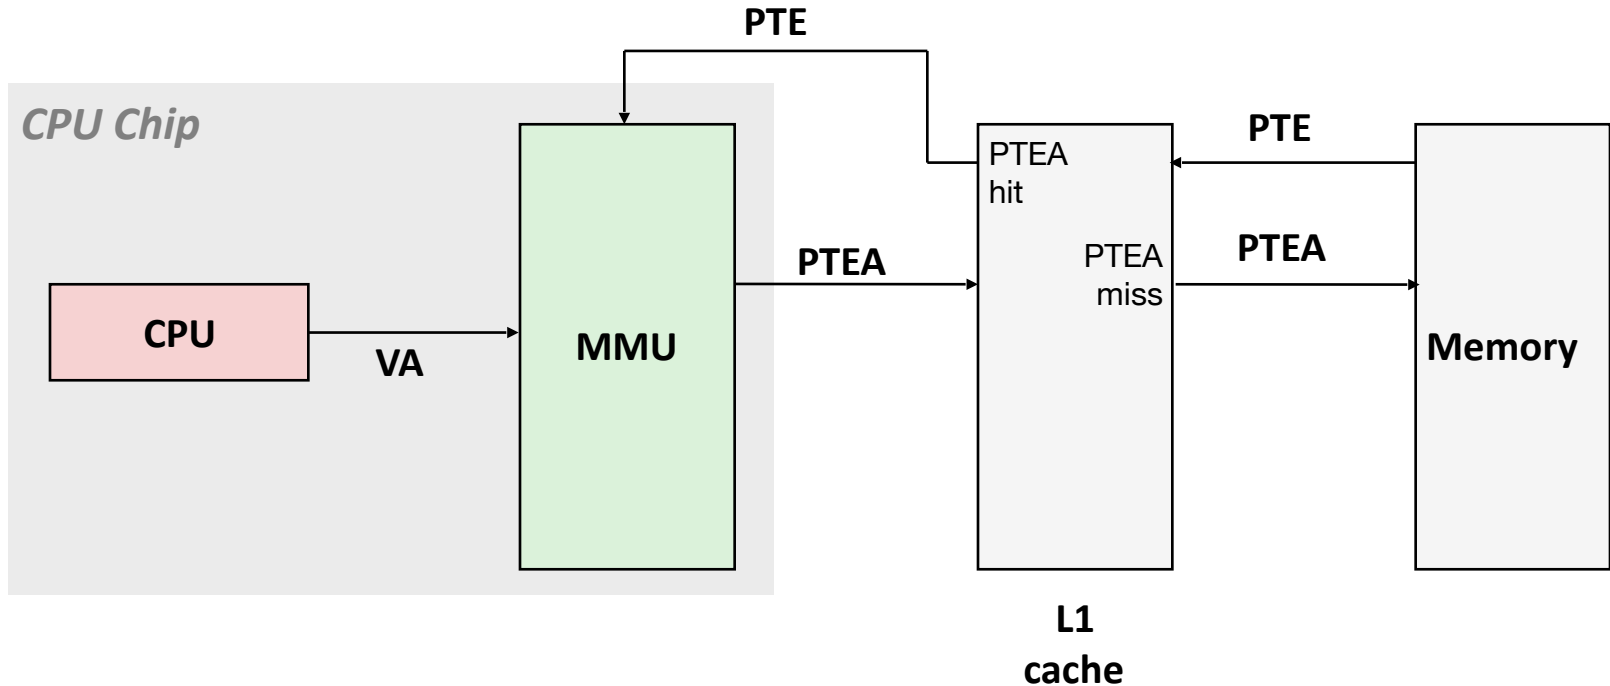 PTE
CPU Chip
PTEA
hit
PTE
PTEA
PTEA
miss
PTEA
CPU
VA
MMU
Memory
L1
cache